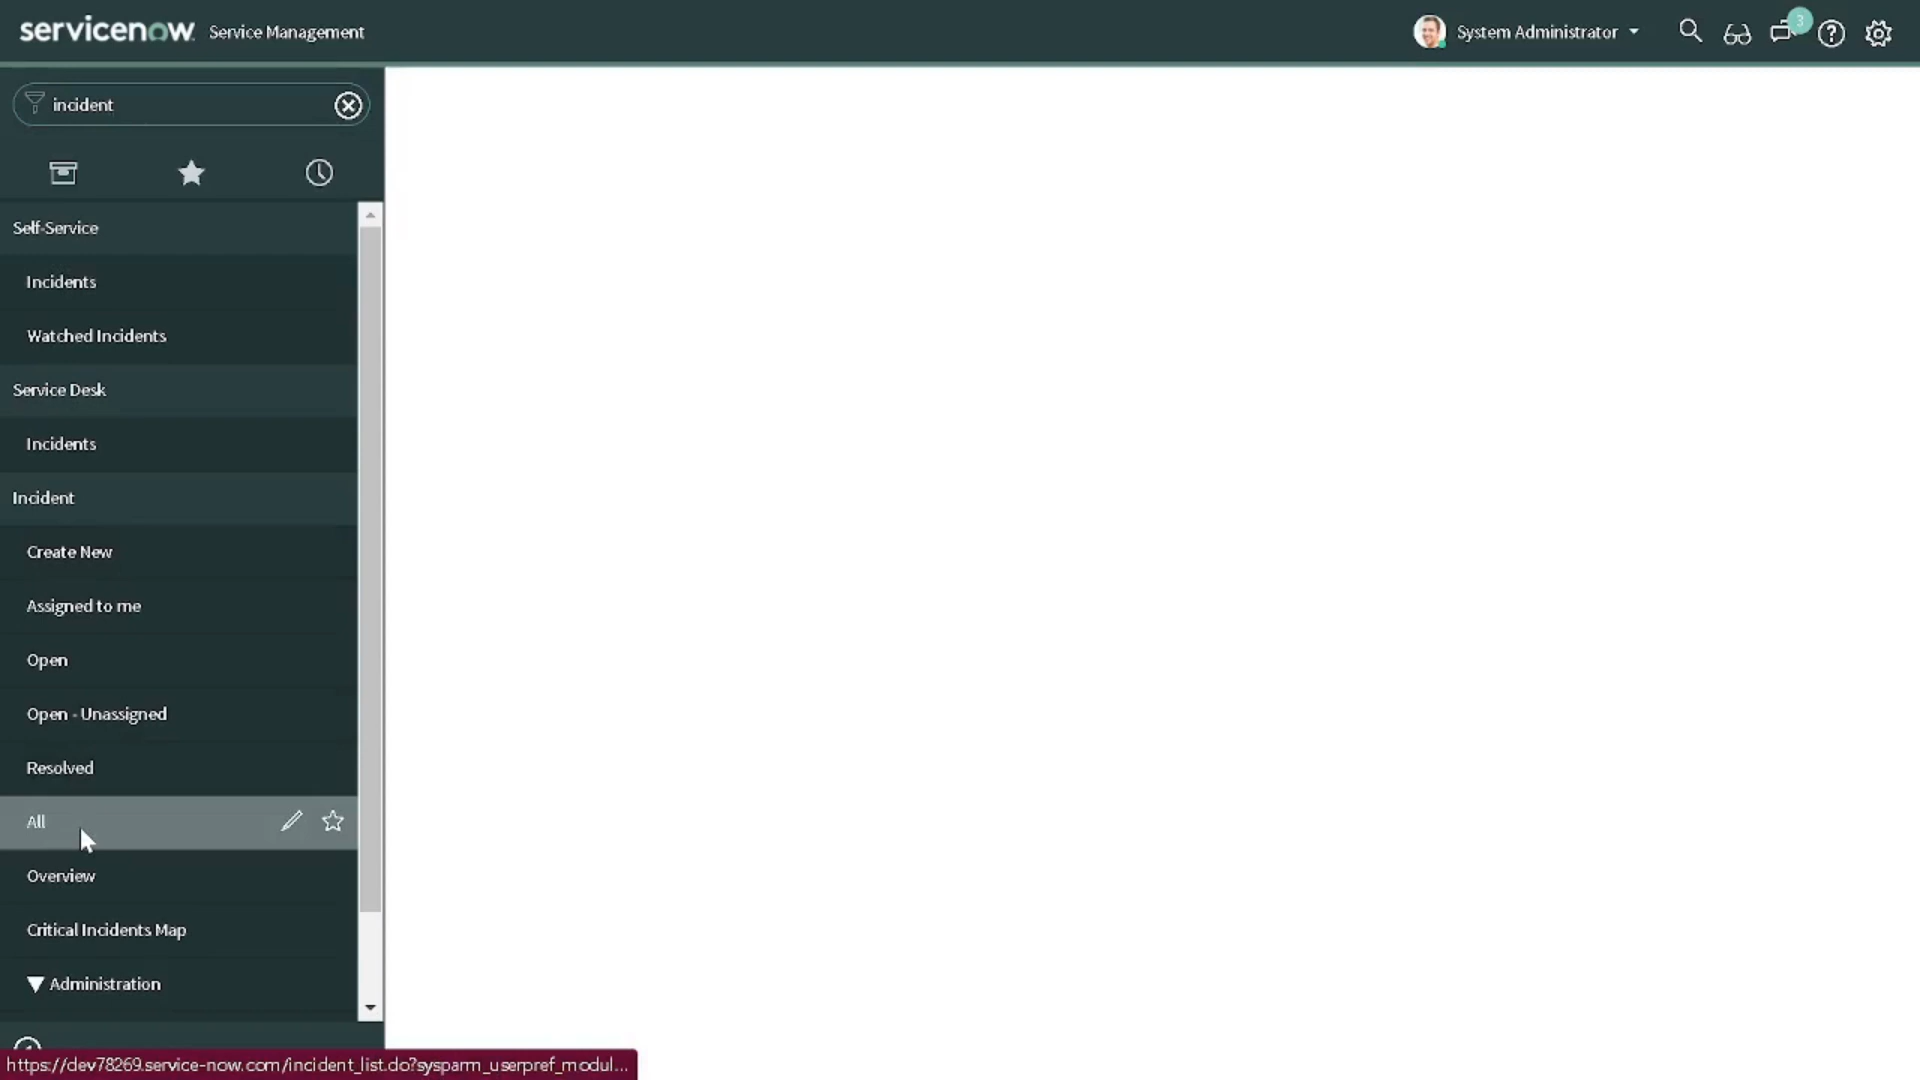 servicenow Service Management
System Administrator
3
incident
Self-Service
Incidents
Watched Incidents
Service Desk
Incidents
Incident
Create New
Assigned to me
Open
Open - Unassigned
Resolved
All
Overview
Critical Incidents Map
Administration
https://dev78269.service-now.com/incident_list.do?sysparm_userpref_modul...